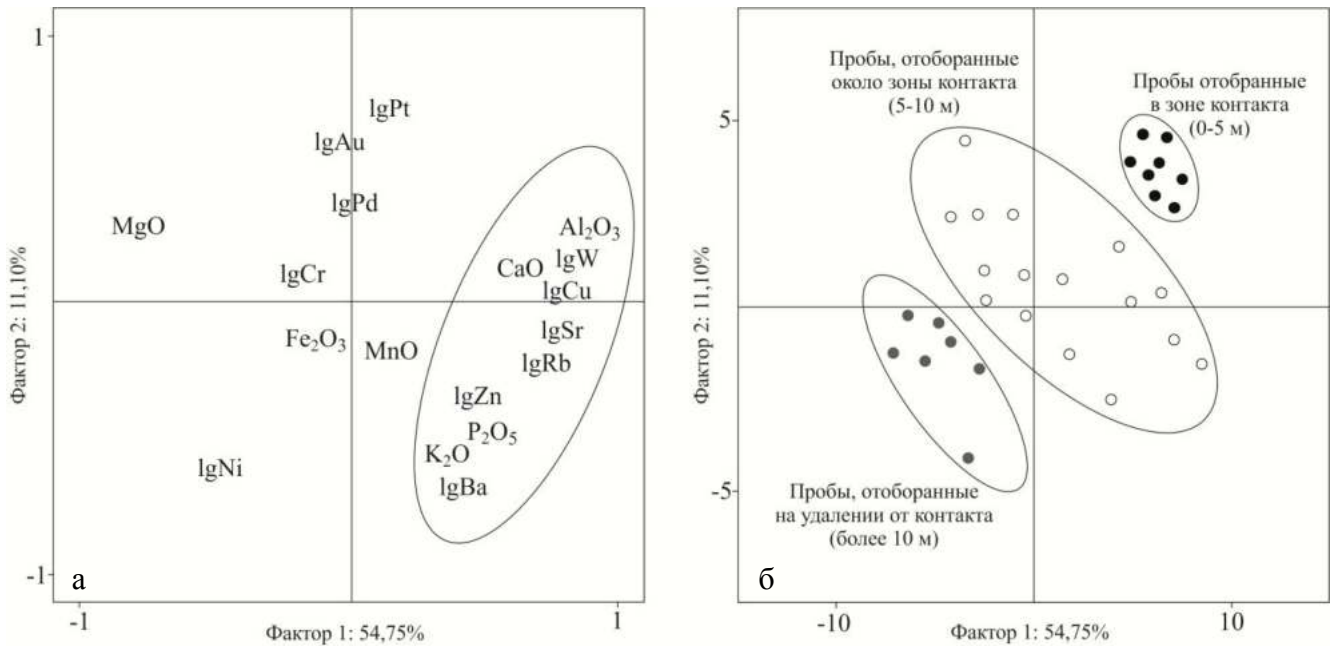 1
lgPt
lgAu
lgPd
MgO
Al₂O₃
lgW
CaO
lgCr
lgCu
Fe₂O₃
MnO
lgSr
lgRb
lgZn
P₂O₅
K₂O
lgNi
lgBa
-1
а
-1
1
Фактор 1: 54,75%
Фактор 2: 11,10%
Пробы, отоборанные
около зоны контакта
(5-10 м)
Пробы отобранные
в зоне контакта
(0-5 м)
5
-5
Пробы, отоборанные
на удалении от контакта
(более 10 м)
б
-10
10
Фактор 1: 54,75%
Фактор 2: 11,10%